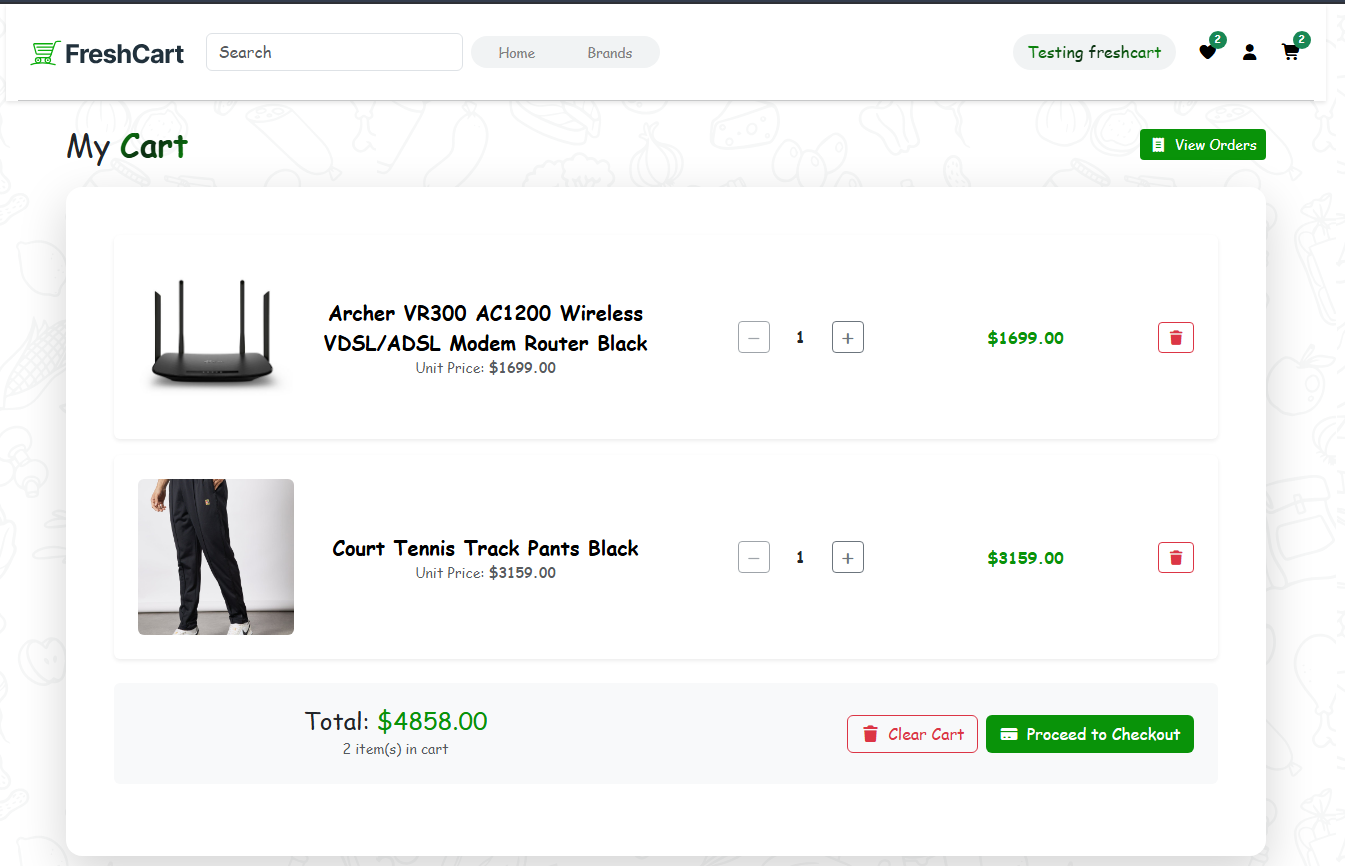 FreshCart
Search
Home
Brands
Testing freshcart
2
2
My Cart
View Orders
Archer VR300 AC1200 Wireless
VDSL/ADSL Modem Router Black
Unit Price: $1699.00
1
$1699.00
Court Tennis Track Pants Black
Unit Price: $3159.00
1
$3159.00
Total: $4858.00
2 item(s) in cart
Clear Cart
Proceed to Checkout